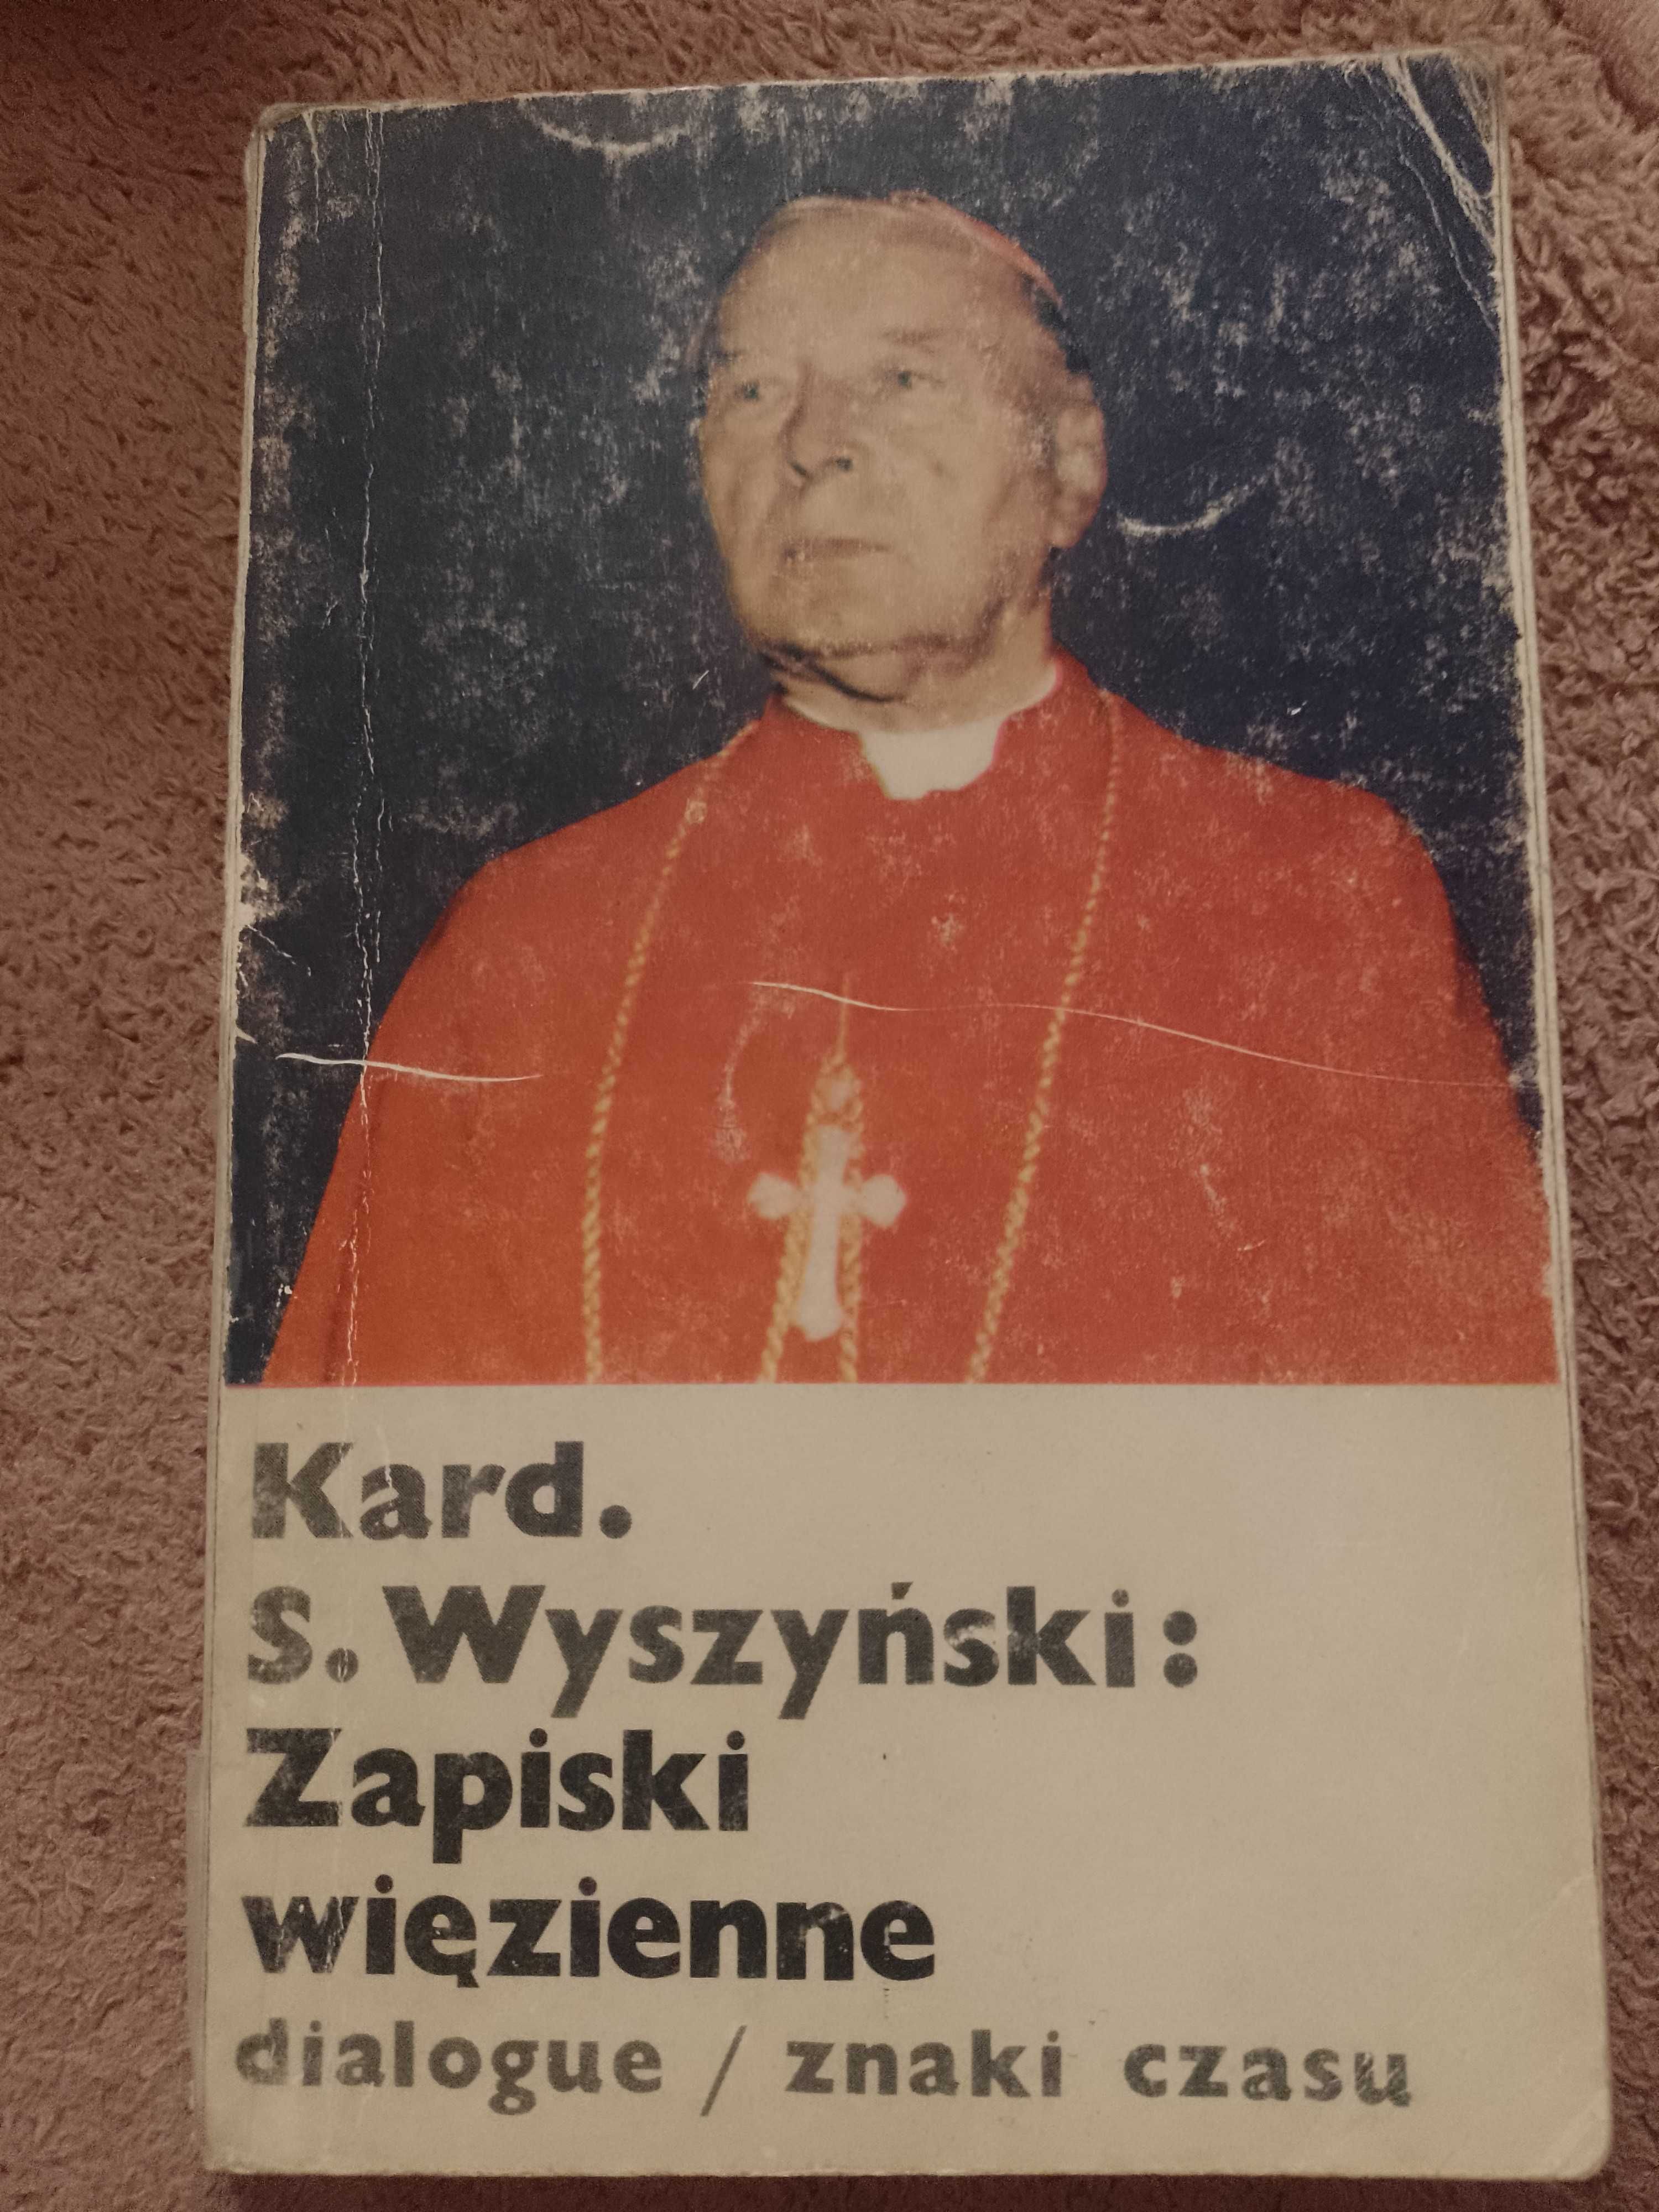 Kard.
S. Wyszyński:
Zapiski
więzienne
dialogue / znaki czasu